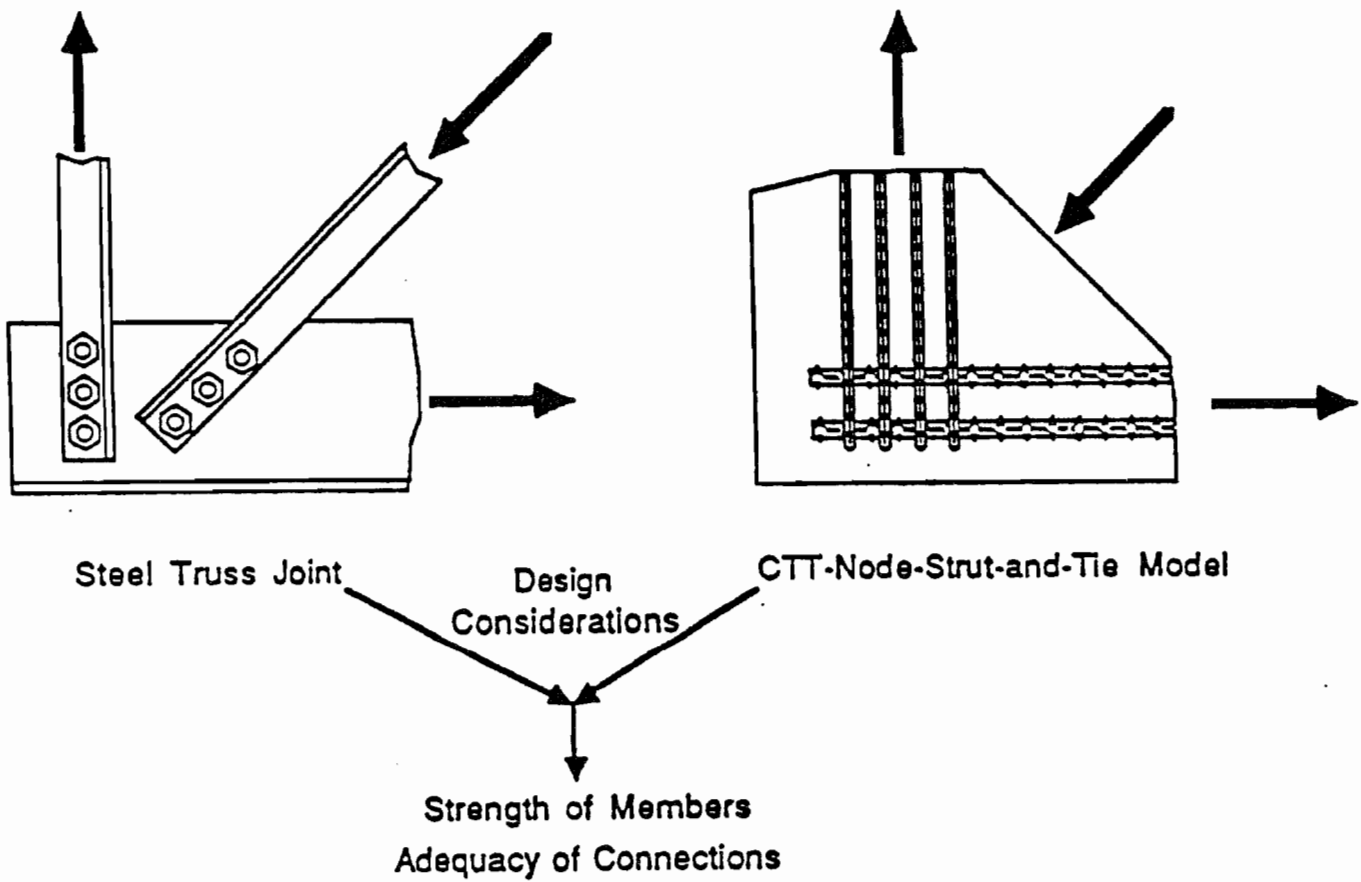 Steel Truss Joint
Design
Considerations
CTT-Node-Strut-and-Tie Model
Strength of Members
Adequacy of Connections